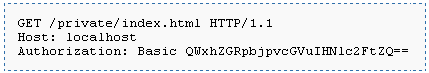 GET /private/index.html HTTP/1.1
Host: localhost
Authorization: Basic QWxhZGRpbjpvcGVuIHNlc2FtZQ==